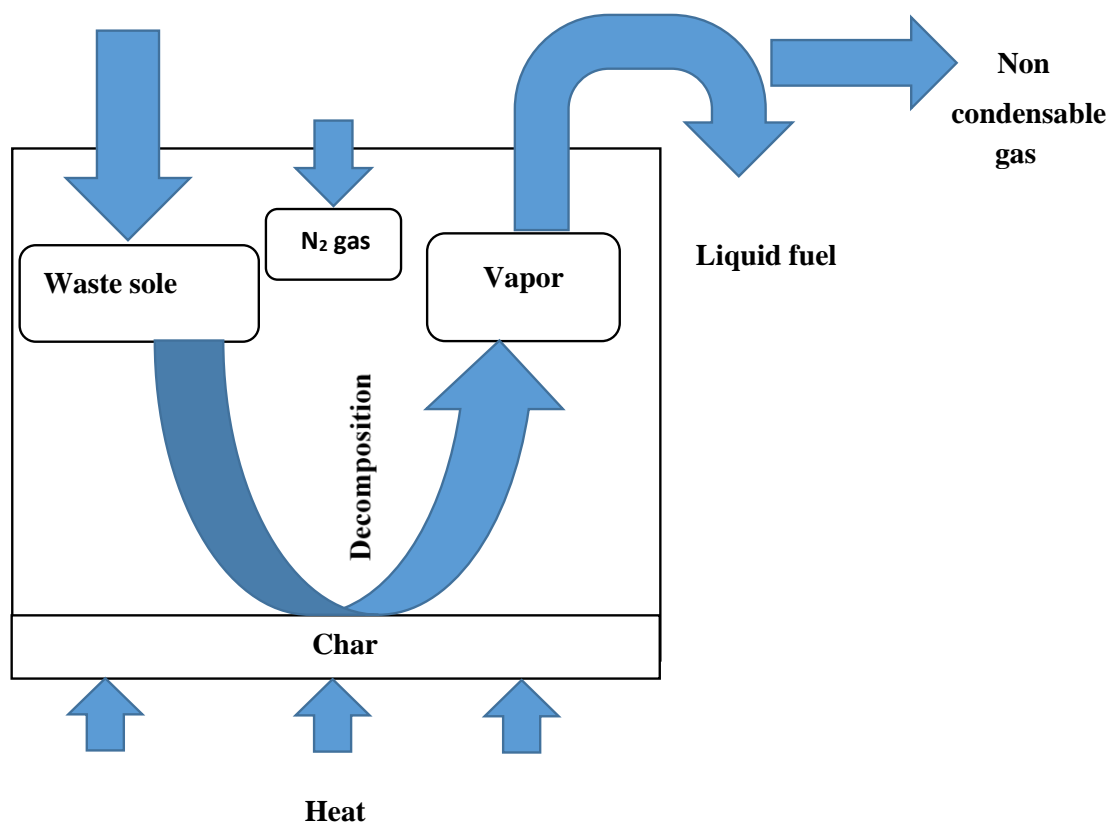 Non
condensable
gas
N₂ gas
Waste sole
Vapor
Liquid fuel
Decomposition
Char
Heat